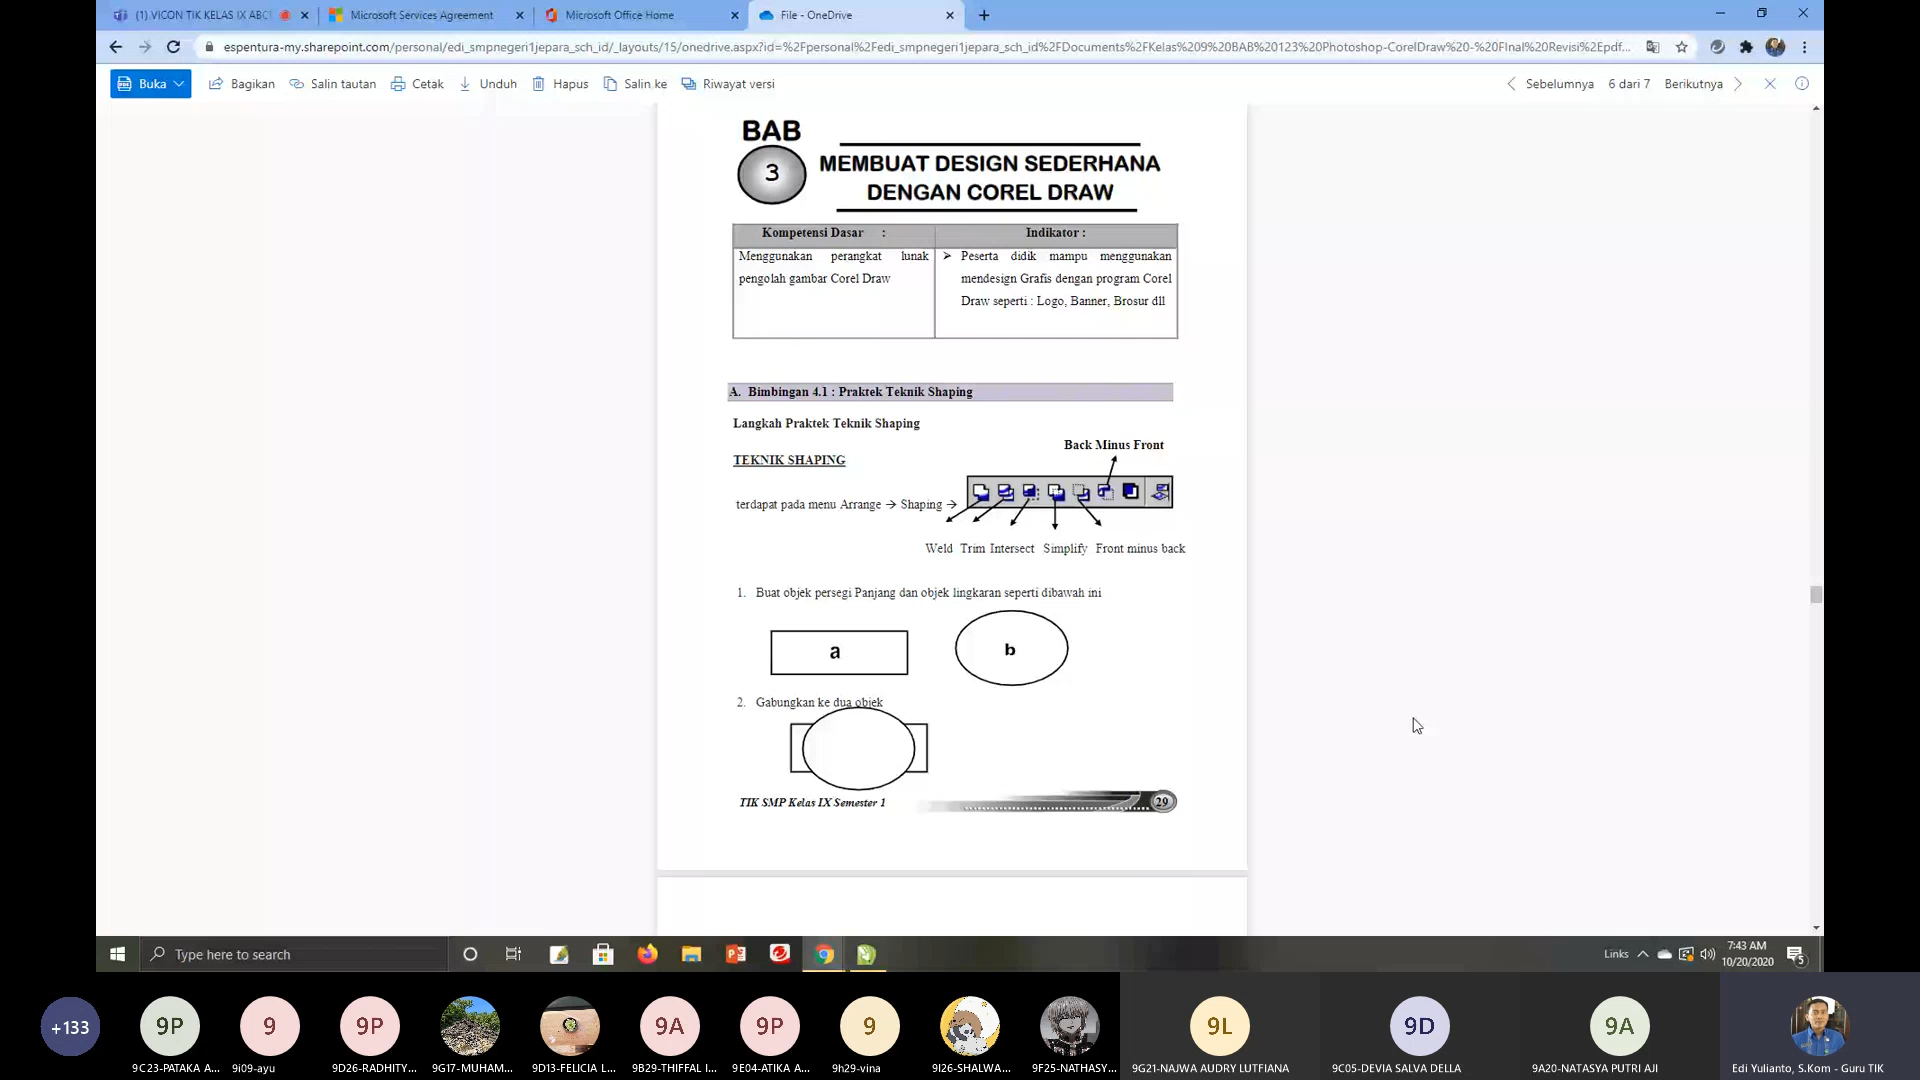 (1) VICON TIK KELAS IX ABC
Microsoft Services Agreement
Microsoft Office Home
File - OneDrive
espentura-my.sharepoint.com/personal/edi_smpnegeri1jepara_sch_id/_layouts/15/onedrive.aspx?id=%2Fpersonal%2Fedi_smpnegeri1jepara_sch_id%2FDocuments%2FKelas%209%20BAB%20123%20Photoshop-CorelDraw%20-%20FInal%20Revisi%2Epdf...
Buka Bagikan Salin tautan Cetak Unduh Hapus Salin ke Riwayat versi Sebelumnya 6 dari 7 Berikutnya
BAB
3
MEMBUAT DESIGN SEDERHANA
DENGAN COREL DRAW
Kompetensi Dasar :
Menggunakan perangkat lunak
pengolah gambar Corel Draw
Indikator :
➢ Peserta didik mampu menggunakan
mendesign Grafis dengan program Corel
Draw seperti : Logo, Banner, Brosur dll
A. Bimbingan 4.1 : Praktek Teknik Shaping
Langkah Praktek Teknik Shaping
Back Minus Front
TEKNIK SHAPING
terdapat pada menu Arrange → Shaping →
Weld Trim Intersect Simplify Front minus back
1. Buat objek persegi Panjang dan objek lingkaran seperti dibawah ini
a b
2. Gabungkan ke dua objek
TIK SMP Kelas IX Semester 1
29
Type here to search
Links
7:43 AM
10/20/2020
5
+133
9P
9
9P
9A
9P
9
9L
9D
9A
9C23-PATAKA A...
9i09-ayu
9D26-RADHITY...
9G17-MUHAM...
9D13-FELICIA L...
9B29-THIFFAL I...
9E04-ATIKA A...
9h29-vina
9I26-SHALWA...
9F25-NATHASY...
9G21-NAJWA AUDRY LUTFIANA
9C05-DEVIA SALVA DELLA
9A20-NATASYA PUTRI AJI
Edi Yulianto, S.Kom - Guru TIK